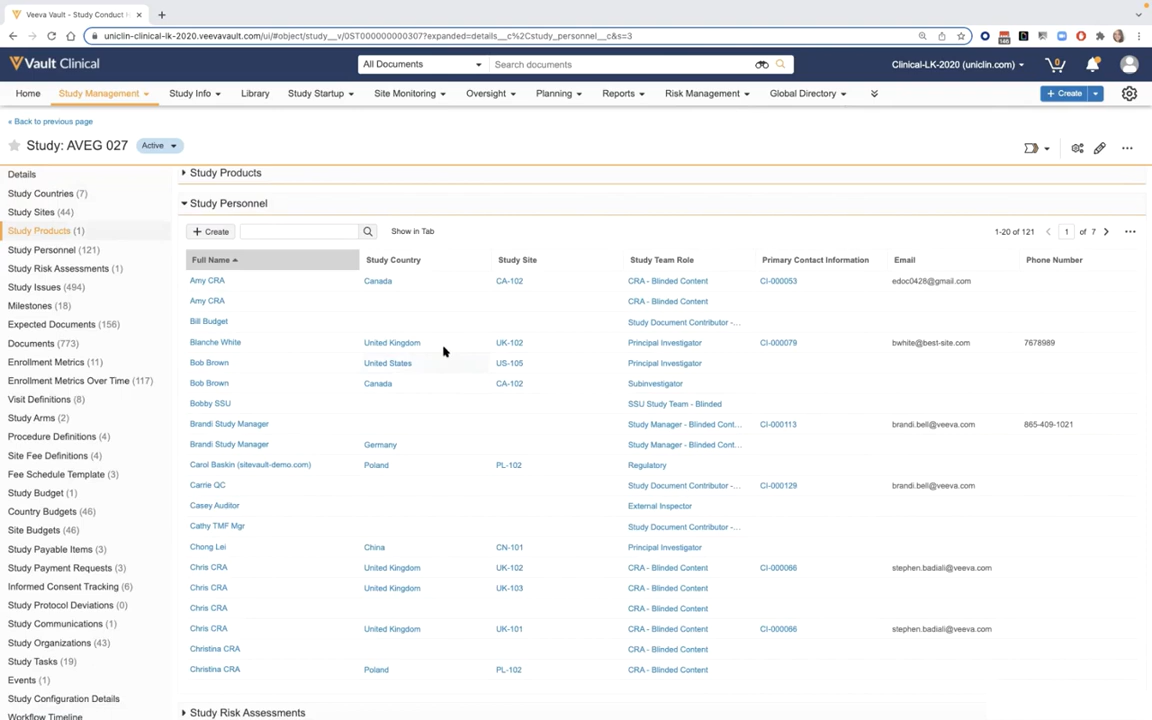 Veeva Vault - Study Conduct
uniclin-clinical-lk-2020.veevavault.com/ui/#object/study__v/0ST000000000307?expanded=details__c%2Cstudy_personnel__c&s=3
Vault Clinical
All Documents
Search documents
Clinical-LK-2020 (uniclin.com)
0
Home
Study Management
Study Info
Library
Study Startup
Site Monitoring
Oversight
Planning
Reports
Risk Management
Global Directory
+ Create
« Back to previous page
Study: AVEG 027
Active
Details
Study Countries (7)
Study Sites (44)
Study Products (1)
Study Personnel (121)
Study Risk Assessments (1)
Study Issues (494)
Milestones (18)
Expected Documents (156)
Documents (773)
Enrollment Metrics (11)
Enrollment Metrics Over Time (117)
Visit Definitions (8)
Study Arms (2)
Procedure Definitions (4)
Site Fee Definitions (4)
Fee Schedule Template (3)
Study Budget (1)
Country Budgets (46)
Site Budgets (46)
Study Payable Items (3)
Study Payment Requests (3)
Informed Consent Tracking (6)
Study Protocol Deviations (0)
Study Communications (1)
Study Organizations (43)
Study Tasks (19)
Events (1)
Study Configuration Details
Workflow Timeline
Study Products
Study Personnel
+ Create
Show in Tab
1-20 of 121
1 of 7
Full Name Study Country Study Site Study Team Role Primary Contact Information Email Phone Number
Amy CRA Canada CA-102 CRA - Blinded Content CI-000053 edoc0428@gmail.com
Amy CRA CRA - Blinded Content
Bill Budget Study Document Contributor -...
Blanche White United Kingdom UK-102 Principal Investigator CI-000079 bwhite@best-site.com 7678989
Bob Brown United States US-105 Principal Investigator
Bob Brown Canada CA-102 Subinvestigator
Bobby SSU SSU Study Team - Blinded
Brandi Study Manager Study Manager - Blinded Cont... CI-000113 brandi.bell@veeva.com 865-409-1021
Brandi Study Manager Germany Study Manager - Blinded Cont...
Carol Baskin (sitevault-demo.com) Poland PL-102 Regulatory
Carrie QC Study Document Contributor -... CI-000129 brandi.bell@veeva.com
Casey Auditor External Inspector
Cathy TMF Mgr Study Document Contributor -...
Chong Lei China CN-101 Principal Investigator
Chris CRA United Kingdom UK-102 CRA - Blinded Content CI-000066 stephen.badiali@veeva.com
Chris CRA United Kingdom UK-103 CRA - Blinded Content
Chris CRA CRA - Blinded Content
Chris CRA United Kingdom UK-101 CRA - Blinded Content CI-000066 stephen.badiali@veeva.com
Christina CRA CRA - Blinded Content
Christina CRA Poland PL-102 CRA - Blinded Content
Study Risk Assessments